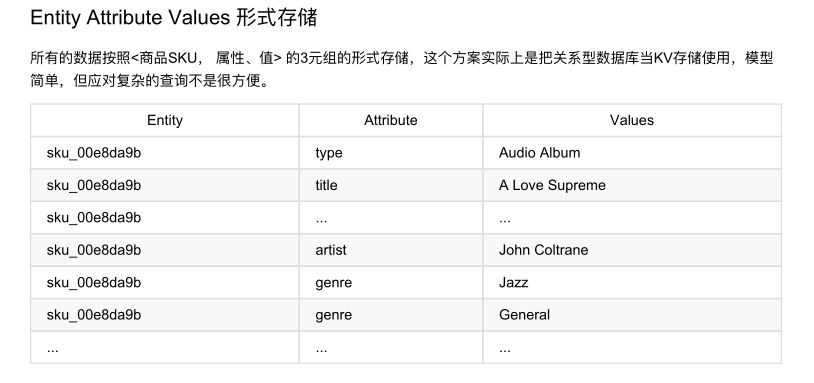 Entity Attribute Values 形式存储
所有的数据按照<商品SKU， 属性、值> 的3元组的形式存储，这个方案实际上是把关系型数据库当KV存储使用，模型
简单，但应对复杂的查询不是很方便。
Entity Attribute Values
sku_00e8da9b type Audio Album
sku_00e8da9b title A Love Supreme
sku_00e8da9b ... ...
sku_00e8da9b artist John Coltrane
sku_00e8da9b genre Jazz
sku_00e8da9b genre General
... ... ...